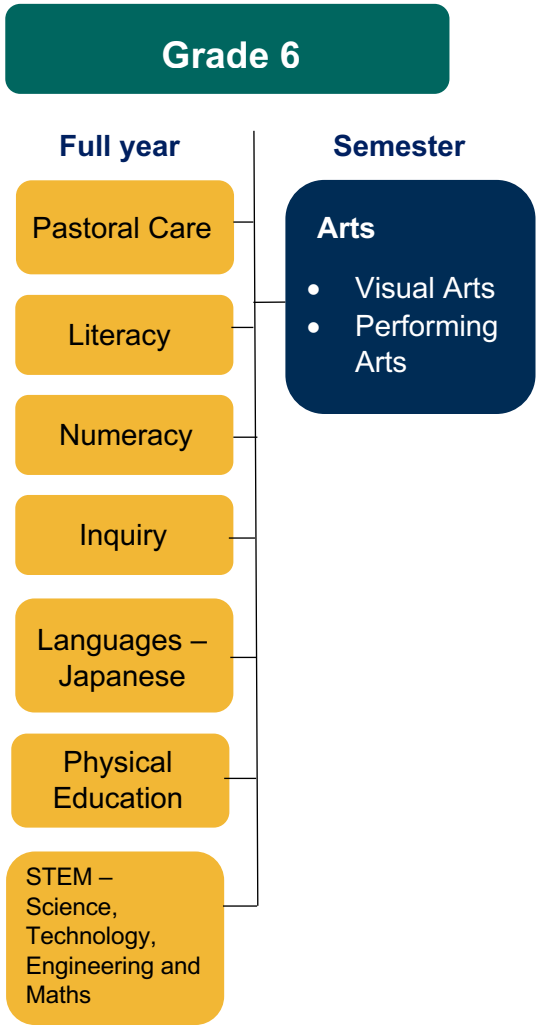 Grade 6
Full year
Pastoral Care
Literacy
Numeracy
Inquiry
Languages –
Japanese
Physical
Education
STEM –
Science,
Technology,
Engineering and
Maths
Semester
Arts
• Visual Arts
• Performing
Arts